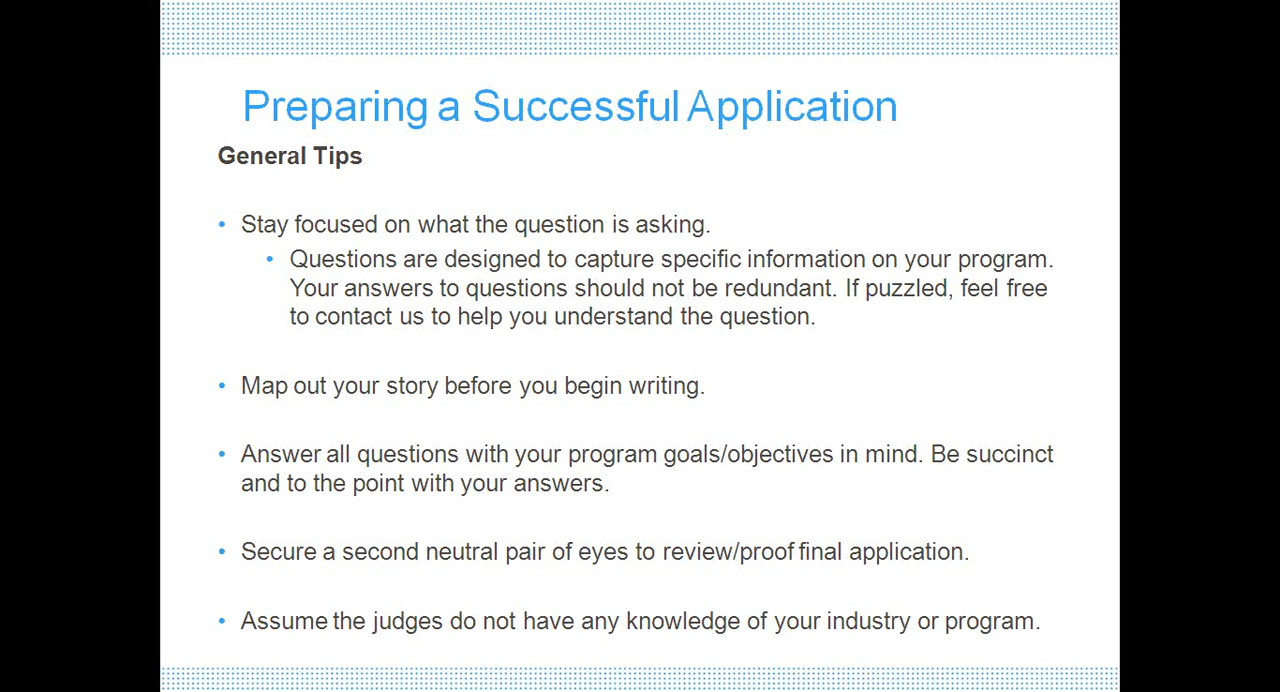 Preparing a Successful Application
General Tips
• Stay focused on what the question is asking.
• Questions are designed to capture specific information on your program.
Your answers to questions should not be redundant. If puzzled, feel free
to contact us to help you understand the question.
• Map out your story before you begin writing.
• Answer all questions with your program goals/objectives in mind. Be succinct
and to the point with your answers.
• Secure a second neutral pair of eyes to review/proof final application.
• Assume the judges do not have any knowledge of your industry or program.